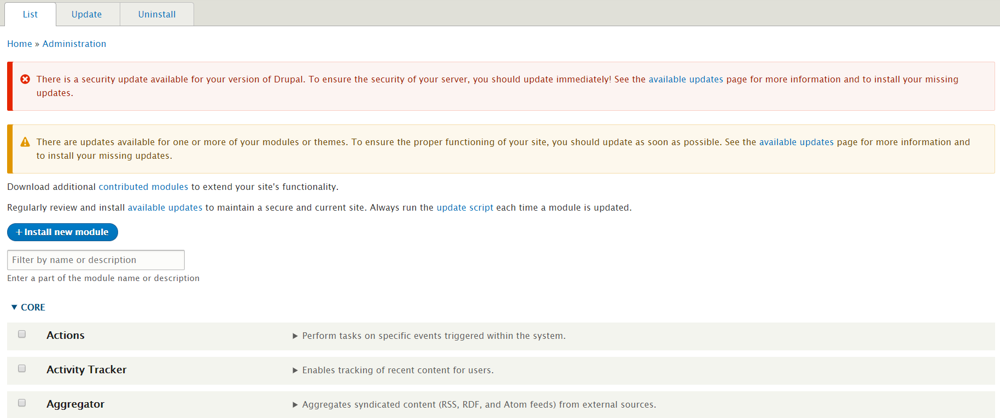 List Update Uninstall
Home » Administration
There is a security update available for your version of Drupal. To ensure the security of your server, you should update immediately! See the available updates page for more information and to install your missing
updates.
There are updates available for one or more of your modules or themes. To ensure the proper functioning of your site, you should update as soon as possible. See the available updates page for more information and
to install your missing updates.
Download additional contributed modules to extend your site's functionality.
Regularly review and install available updates to maintain a secure and current site. Always run the update script each time a module is updated.
+ Install new module
Filter by name or description
Enter a part of the module name or description
▼ CORE
Actions ▶ Perform tasks on specific events triggered within the system.
Activity Tracker ▶ Enables tracking of recent content for users.
Aggregator ▶ Aggregates syndicated content (RSS, RDF, and Atom feeds) from external sources.